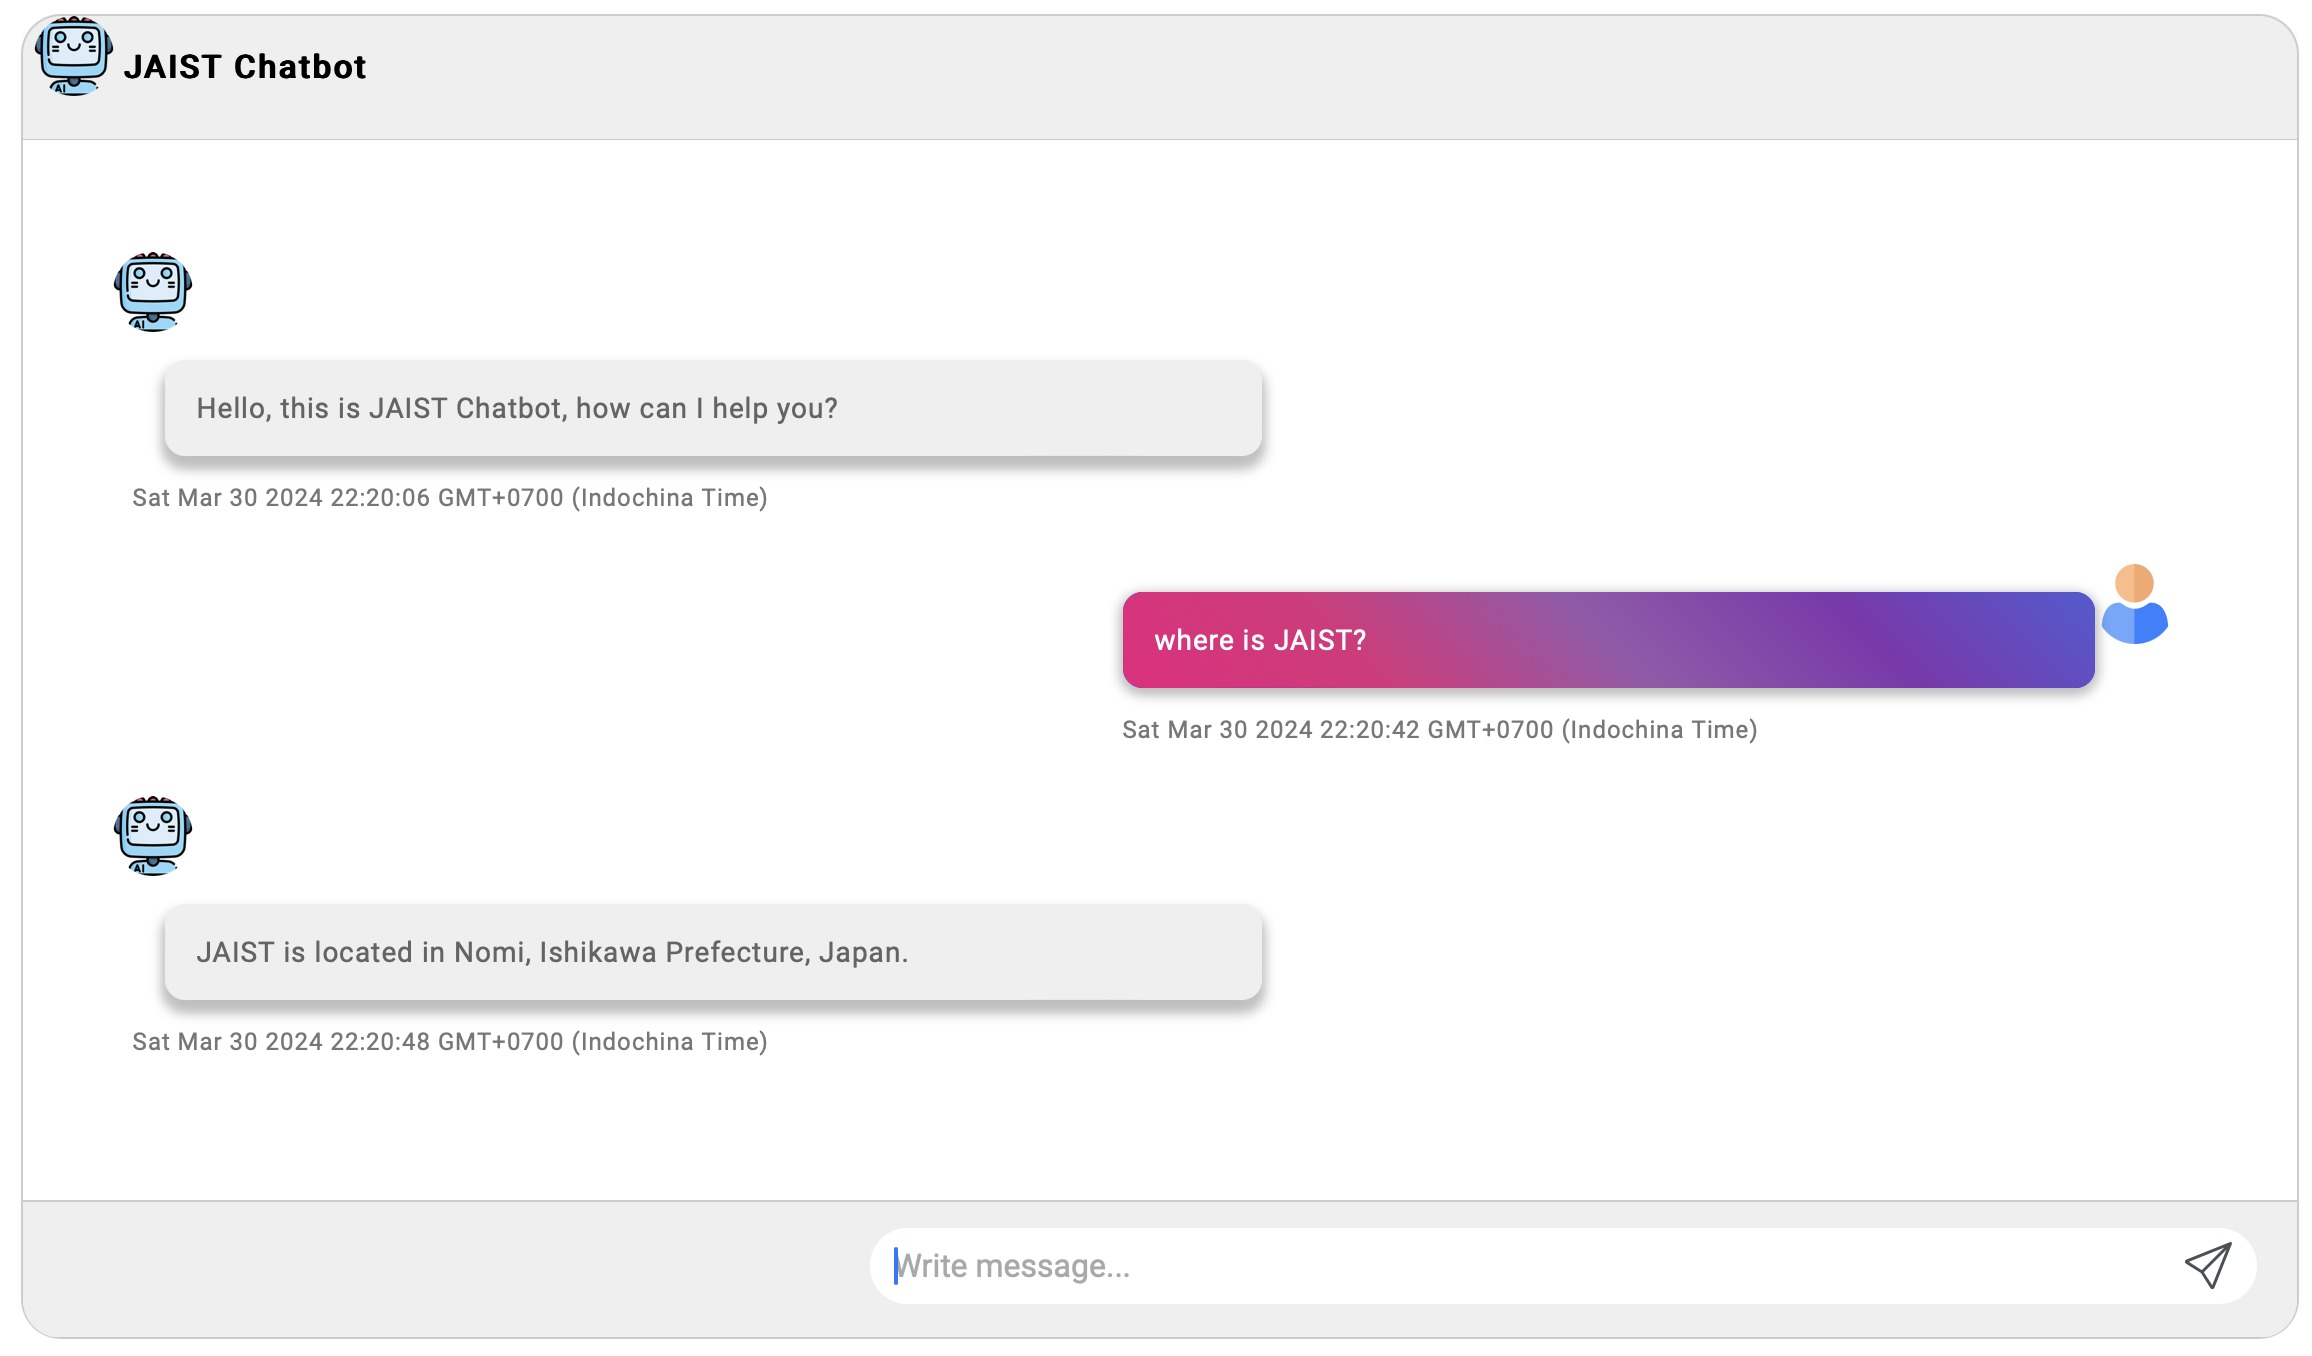 JAIST Chatbot
AI
AI
Hello, this is JAIST Chatbot, how can I help you?
Sat Mar 30 2024 22:20:06 GMT+0700 (Indochina Time)
where is JAIST?
Sat Mar 30 2024 22:20:42 GMT+0700 (Indochina Time)
AI
JAIST is located in Nomi, Ishikawa Prefecture, Japan.
Sat Mar 30 2024 22:20:48 GMT+0700 (Indochina Time)
Write message...